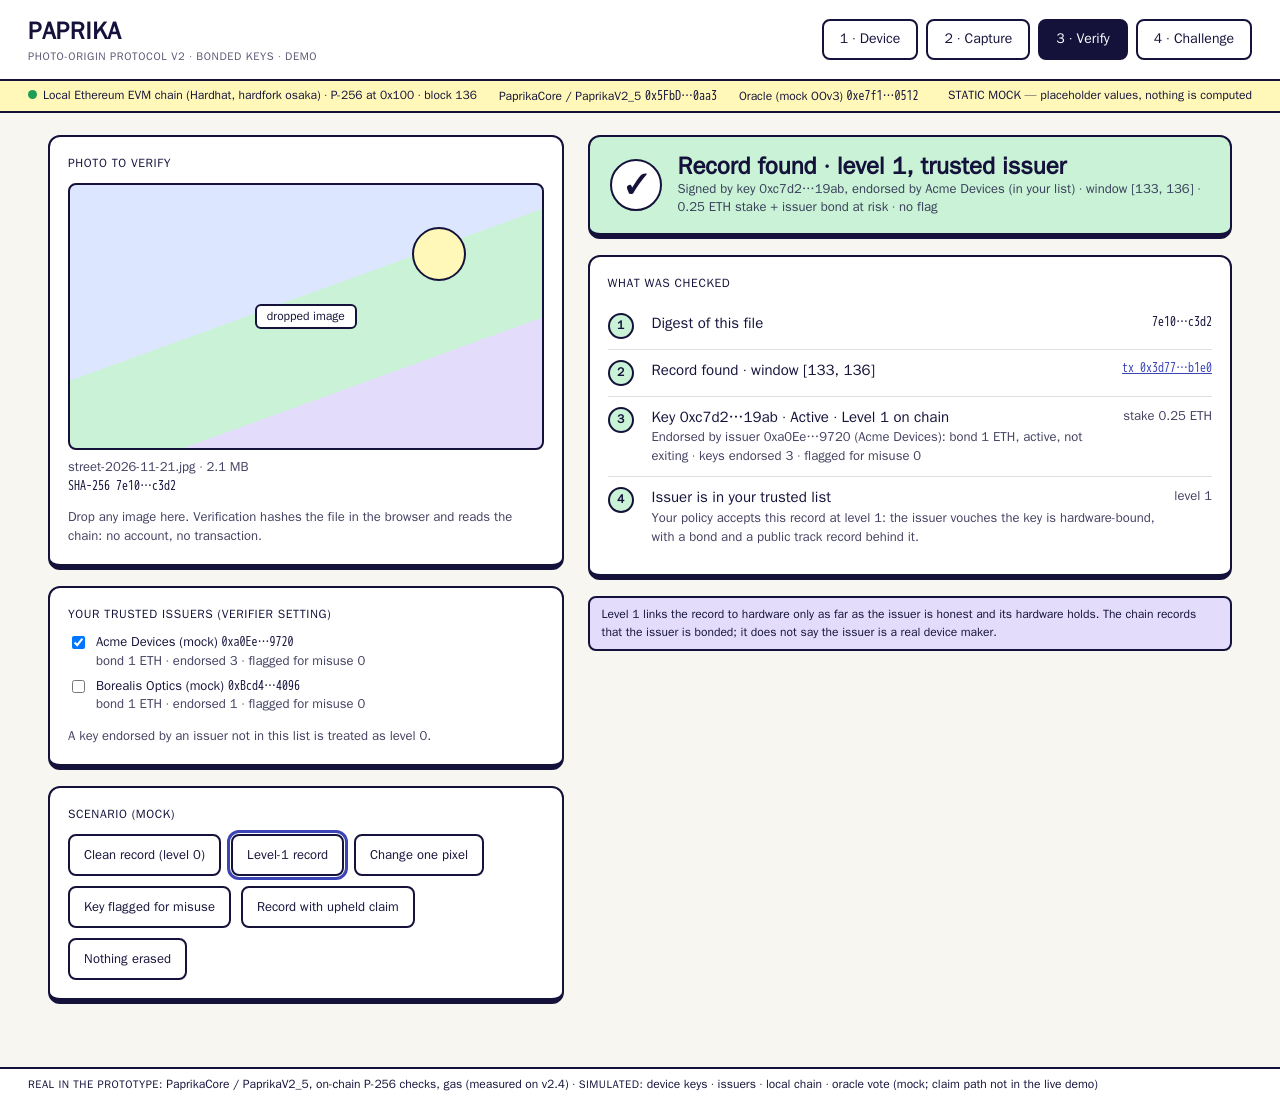 PAPRIKA
PHOTO-ORIGIN PROTOCOL V2 · BONDED KEYS · DEMO
1 · Device
2 · Capture
3 · Verify
4 · Challenge
Local Ethereum EVM chain (Hardhat, hardfork osaka) · P-256 at 0x100 · block 136
PaprikaCore / PaprikaV2_5 0x5FbD···0aa3
Oracle (mock OOv3) 0xe7f1···0512
STATIC MOCK — placeholder values, nothing is computed
PHOTO TO VERIFY
dropped image
street-2026-11-21.jpg · 2.1 MB
SHA-256 7e10···c3d2
Drop any image here. Verification hashes the file in the browser and reads the
chain: no account, no transaction.
YOUR TRUSTED ISSUERS (VERIFIER SETTING)
Acme Devices (mock) 0xa0Ee···9720
bond 1 ETH · endorsed 3 · flagged for misuse 0
Borealis Optics (mock) 0xBcd4···4096
bond 1 ETH · endorsed 1 · flagged for misuse 0
A key endorsed by an issuer not in this list is treated as level 0.
SCENARIO (MOCK)
Clean record (level 0)
Level-1 record
Change one pixel
Key flagged for misuse
Record with upheld claim
Nothing erased
✓
Record found · level 1, trusted issuer
Signed by key 0xc7d2···19ab, endorsed by Acme Devices (in your list) · window [133, 136] ·
0.25 ETH stake + issuer bond at risk · no flag
WHAT WAS CHECKED
1
Digest of this file
7e10···c3d2
2
Record found · window [133, 136]
tx 0x3d77···b1e0
3
Key 0xc7d2···19ab · Active · Level 1 on chain
stake 0.25 ETH
Endorsed by issuer 0xa0Ee···9720 (Acme Devices): bond 1 ETH, active, not
exiting · keys endorsed 3 · flagged for misuse 0
4
Issuer is in your trusted list
level 1
Your policy accepts this record at level 1: the issuer vouches the key is hardware-bound,
with a bond and a public track record behind it.
Level 1 links the record to hardware only as far as the issuer is honest and its hardware holds. The chain records
that the issuer is bonded; it does not say the issuer is a real device maker.
REAL IN THE PROTOTYPE: PaprikaCore / PaprikaV2_5, on-chain P-256 checks, gas (measured on v2.4) · SIMULATED: device keys · issuers · local chain · oracle vote (mock; claim path not in the live demo)